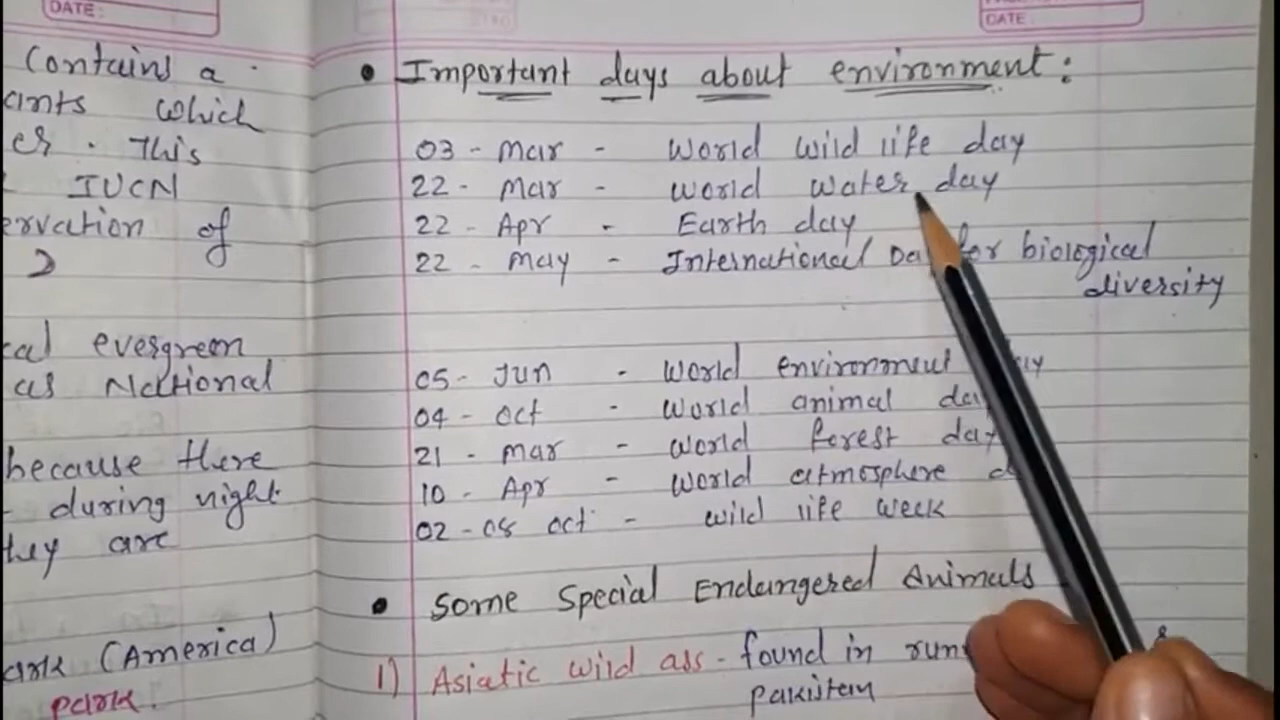 DATE:
DATE:
Contains a
ants which
es. This
IUCN
ervation of
cal evergreen
as National
because there
during night
they are
ark (America)
park.
• Important days about environment:
03 - Mar - World wild life day
22 - Mar - World water day
22 - Apr - Earth day
22 - May - International Day for biological
diversity
05 - Jun - World environment day
04 - Oct - World animal day
21 - Mar - World forest day
10 - Apr - World atmosphere d
02 - 08 Oct - wild life week
• Some Special Endangered Animals
1) Asiatic wild ass - found in run
pakistan